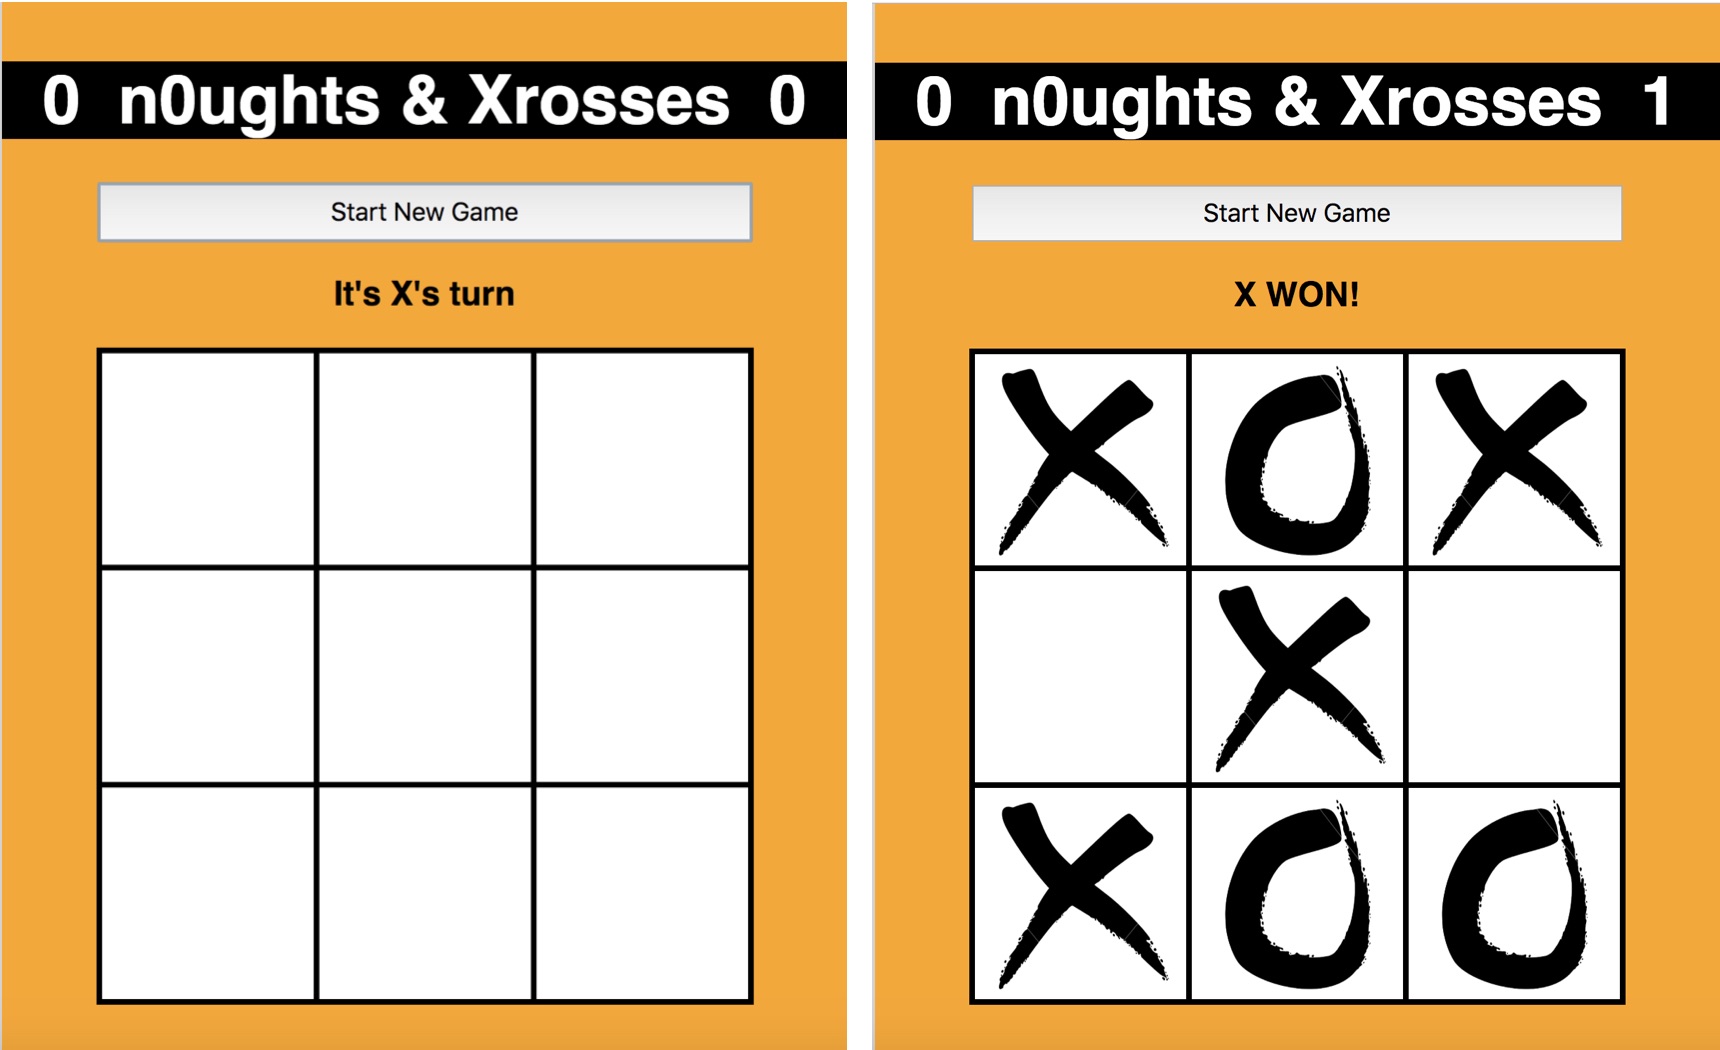 0 n0ughts & Xrosses 0
Start New Game
It's X's turn
0 n0ughts & Xrosses 1
Start New Game
X WON!
X O X
X
X O O